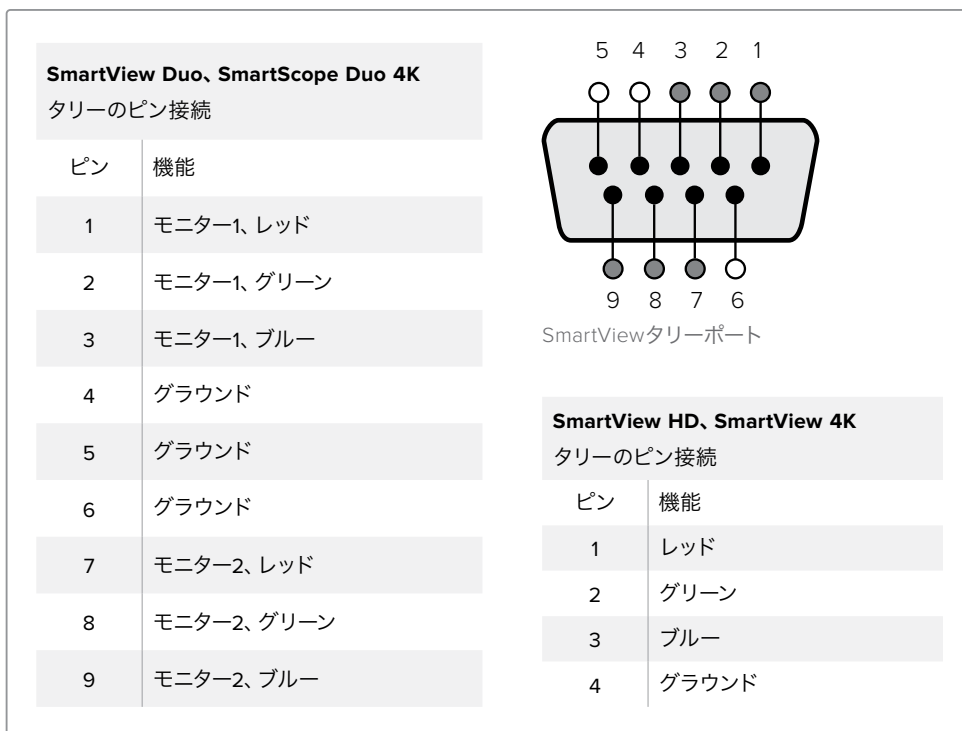 SmartView Duo、SmartScope Duo 4K
タリーのピン接続
ピン 機能
1 モニター1、レッド
2 モニター1、グリーン
3 モニター1、ブルー
4 グラウンド
5 グラウンド
6 グラウンド
7 モニター2、レッド
8 モニター2、グリーン
9 モニター2、ブルー
5 4 3 2 1
9 8 7 6
SmartViewタリーポート
SmartView HD、SmartView 4K
タリーのピン接続
ピン 機能
1 レッド
2 グリーン
3 ブルー
4 グラウンド